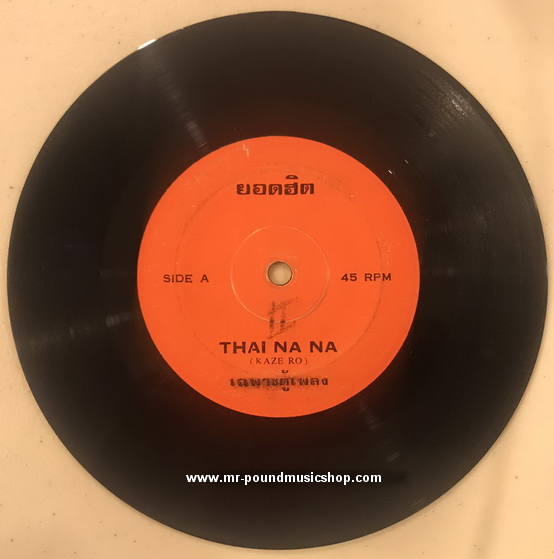 ยอดฮิต
SIDE A
45 RPM
THAI NA NA
(KAZE RO)
เฉพาะตู้เพลง
www.mr-poundmusicshop.com